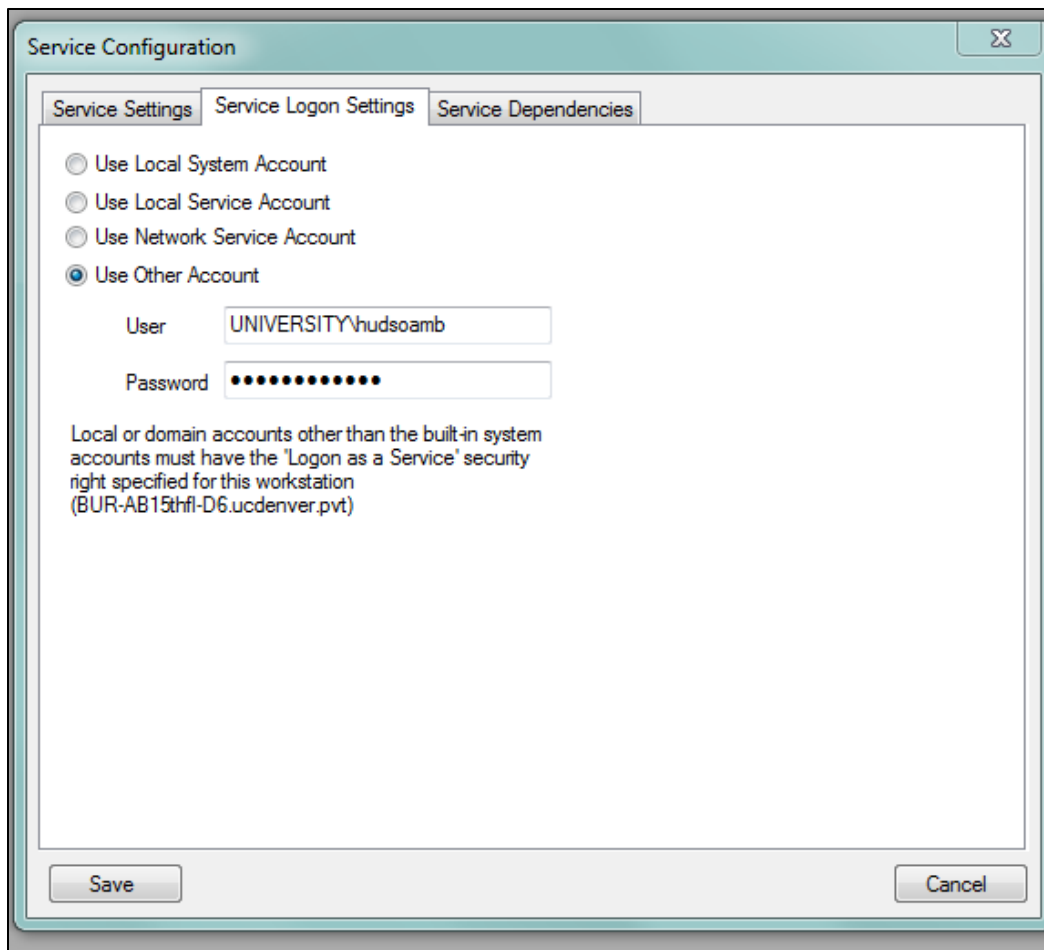 Service Configuration
Service Settings
Service Logon Settings
Service Dependencies
Use Local System Account
Use Local Service Account
Use Network Service Account
Use Other Account
User
UNIVERSITY\hudsoamb
Password
●●●●●●●●●●●●
Local or domain accounts other than the built-in system
accounts must have the 'Logon as a Service' security
right specified for this workstation
(BUR-AB15thfl-D6.ucdenver.pvt)
Save
Cancel